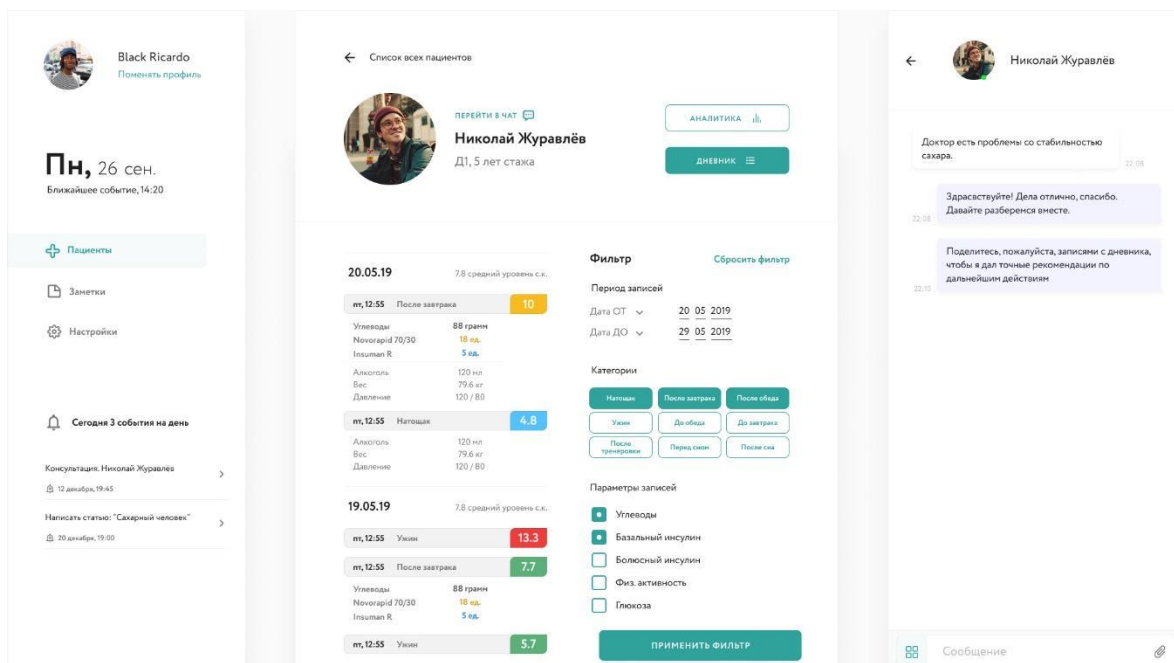 Black Ricardo
Поменять профиль
Пн, 26 сен.
Ближайшее событие, 14:20
Пациенты
Заметки
Настройки
Сегодня 3 события на день
Консультация. Николай Журавлёв
12 декабря, 19:45
Написать статью: "Сахарный человек"
20 декабря, 19:00
Список всех пациентов
ПЕРЕЙТИ В ЧАТ
Николай Журавлёв
Д1, 5 лет стажа
АНАЛИТИКА
ДНЕВНИК
20.05.19 7.8 средний уровень с.к.
пт, 12:55 После завтрака 10
Углеводы 88 грамм
Novorapid 70/30 18 ед.
Insuman R 5 ед.
Алкоголь 120 мл
Вес 79.6 кг
Давление 120 / 80
пт, 12:55 Натощак 4.8
Алкоголь 120 мл
Вес 79.6 кг
Давление 120 / 80
19.05.19 7.8 средний уровень с.к.
пт, 12:55 Ужин 13.3
пт, 12:55 После завтрака 7.7
Углеводы 88 грамм
Novorapid 70/30 18 ед.
Insuman R 5 ед.
пт, 12:55 Ужин 5.7
Фильтр Сбросить фильтр
Период записей
Дата ОТ 20 05 2019
Дата ДО 29 05 2019
Категории
Натощак После завтрака После обеда
Ужин До обеда До завтрака
После
тренеровки Перед сном После сна
Параметры записей
Углеводы
Базальный инсулин
Болюсный инсулин
Физ. активность
Глюкоза
ПРИМЕНИТЬ ФИЛЬТР
Николай Журавлёв
Доктор есть проблемы со стабильностью
сахара.
22:08
Здрасвствуйте! Дела отлично, спасибо.
Давайте разберемся вместе.
22:08
Поделитесь, пожалуйста, записями с дневника,
чтобы я дал точные рекомендации по
дальнейшим действиям
22:10
Сообщение